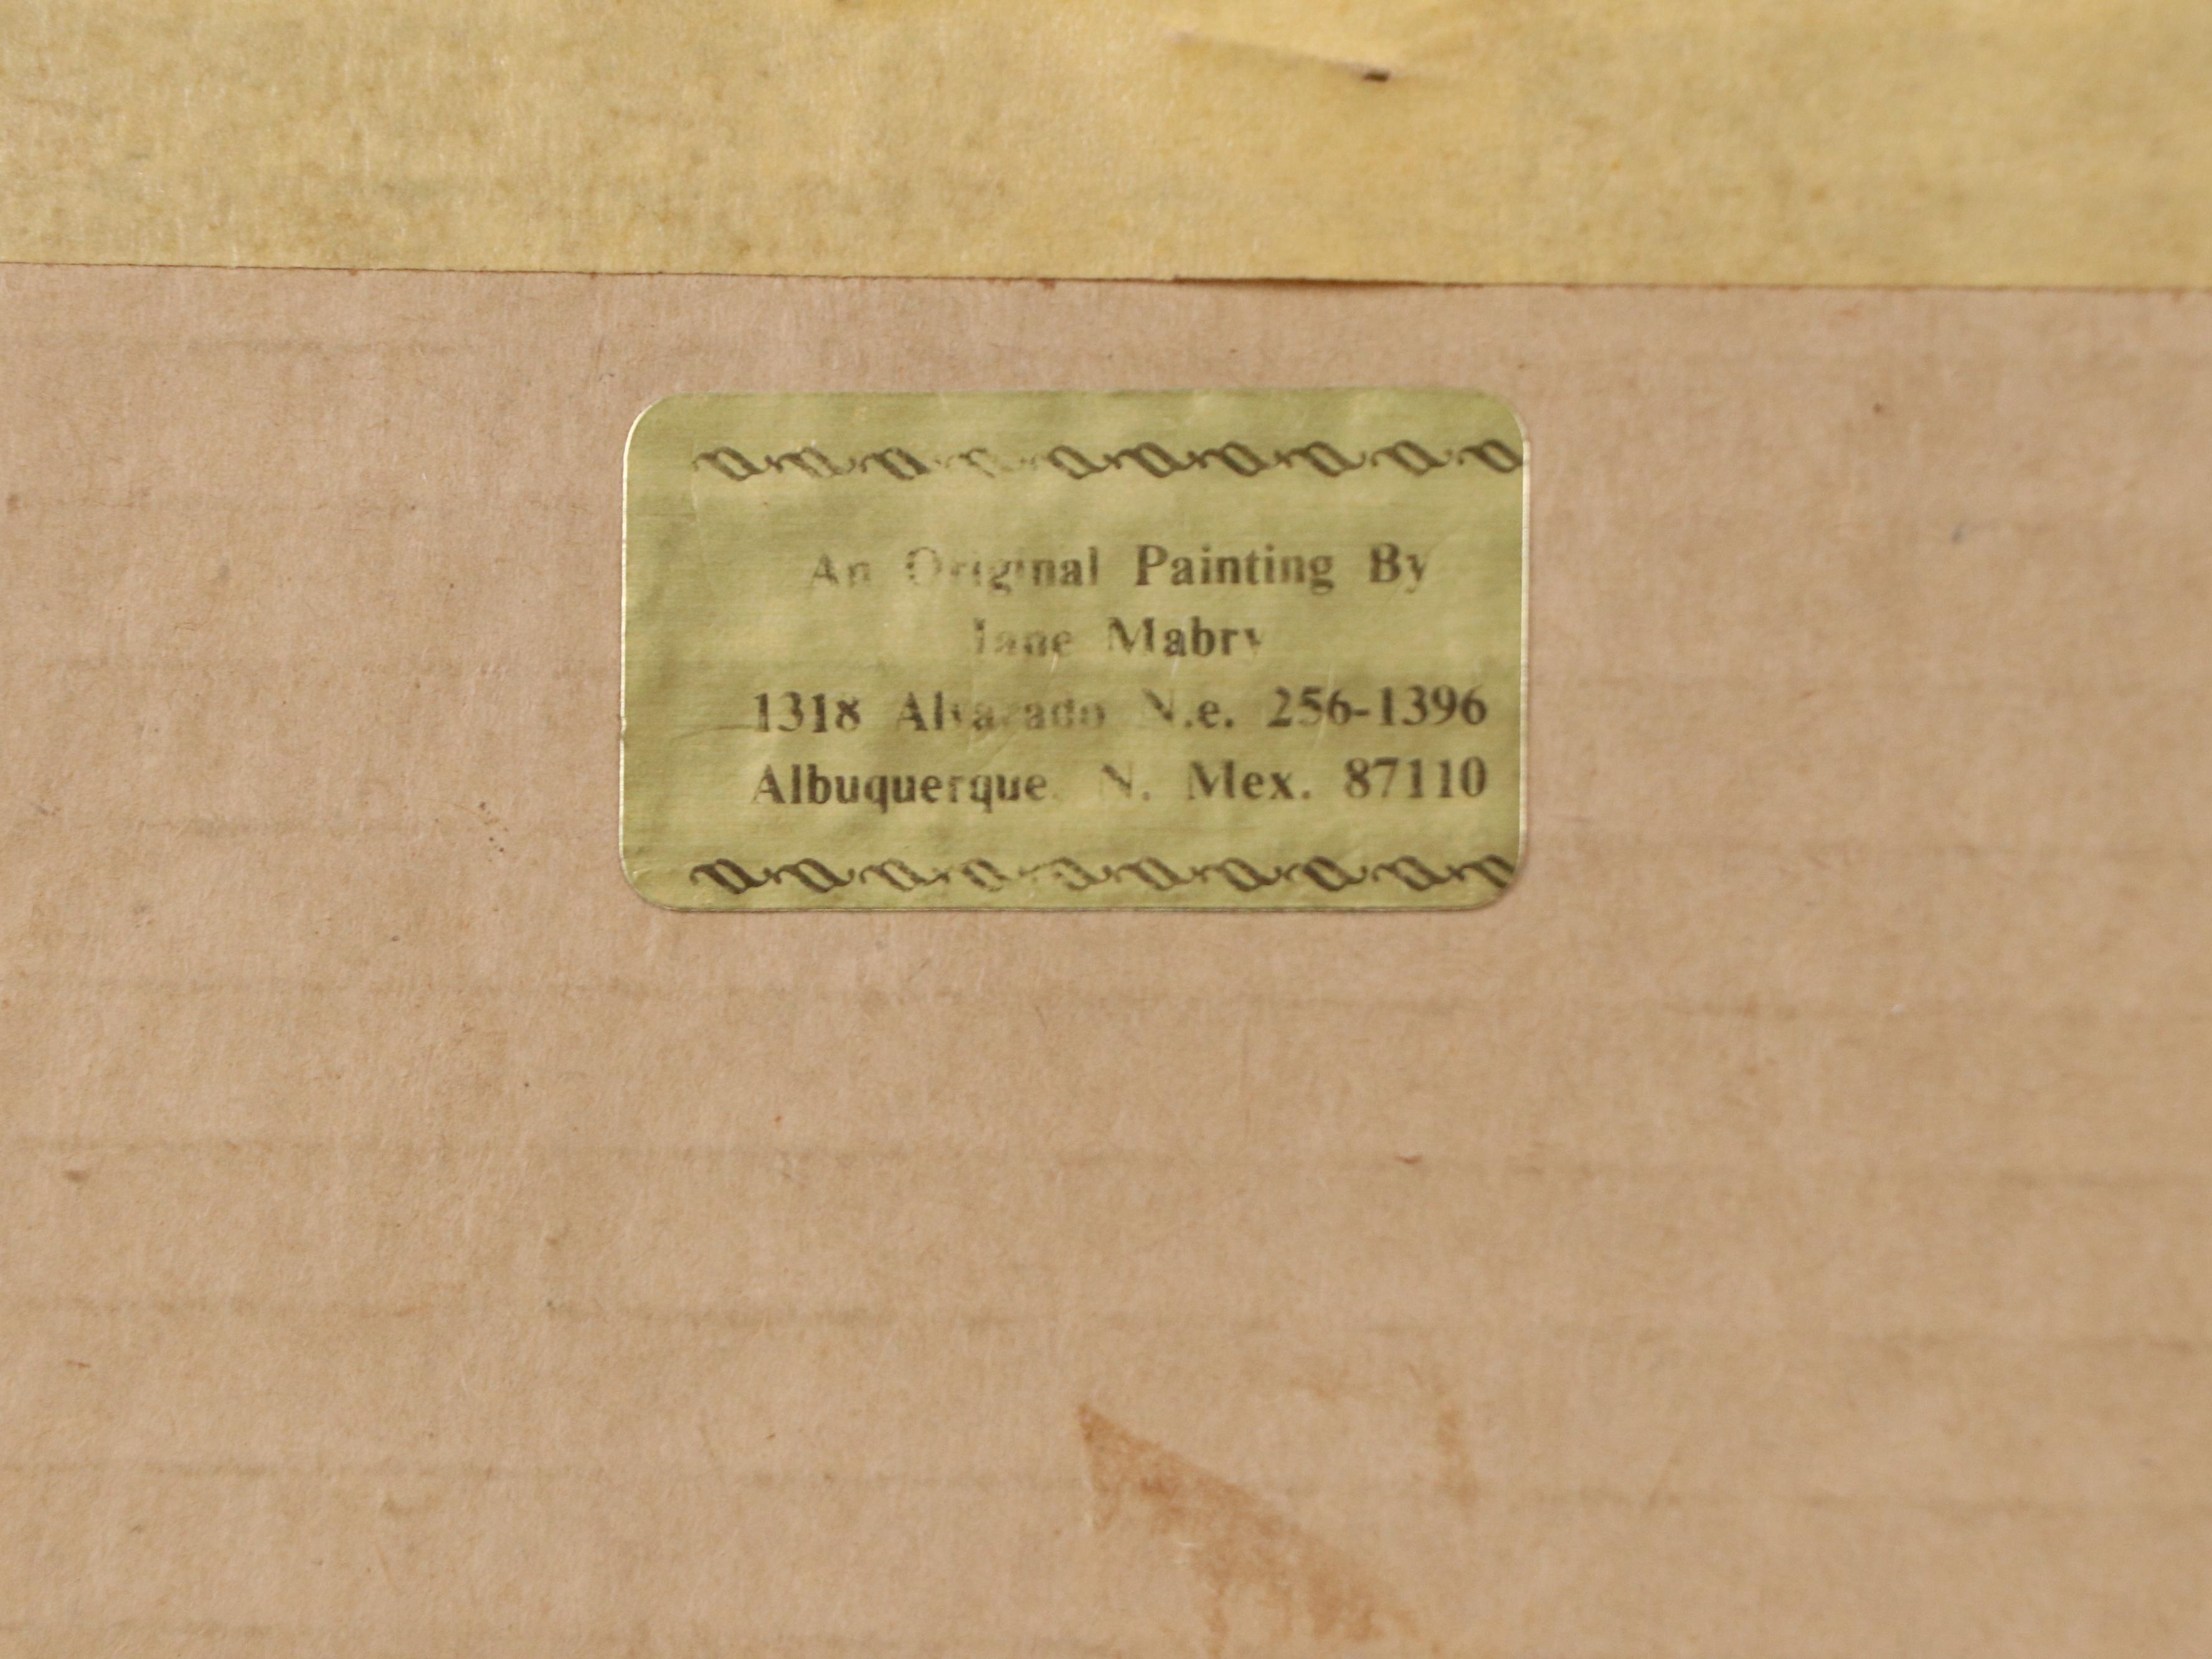 An Original Painting By
Jane Mabry
1318 Alvarado N.e. 256-1396
Albuquerque, N. Mex. 87110